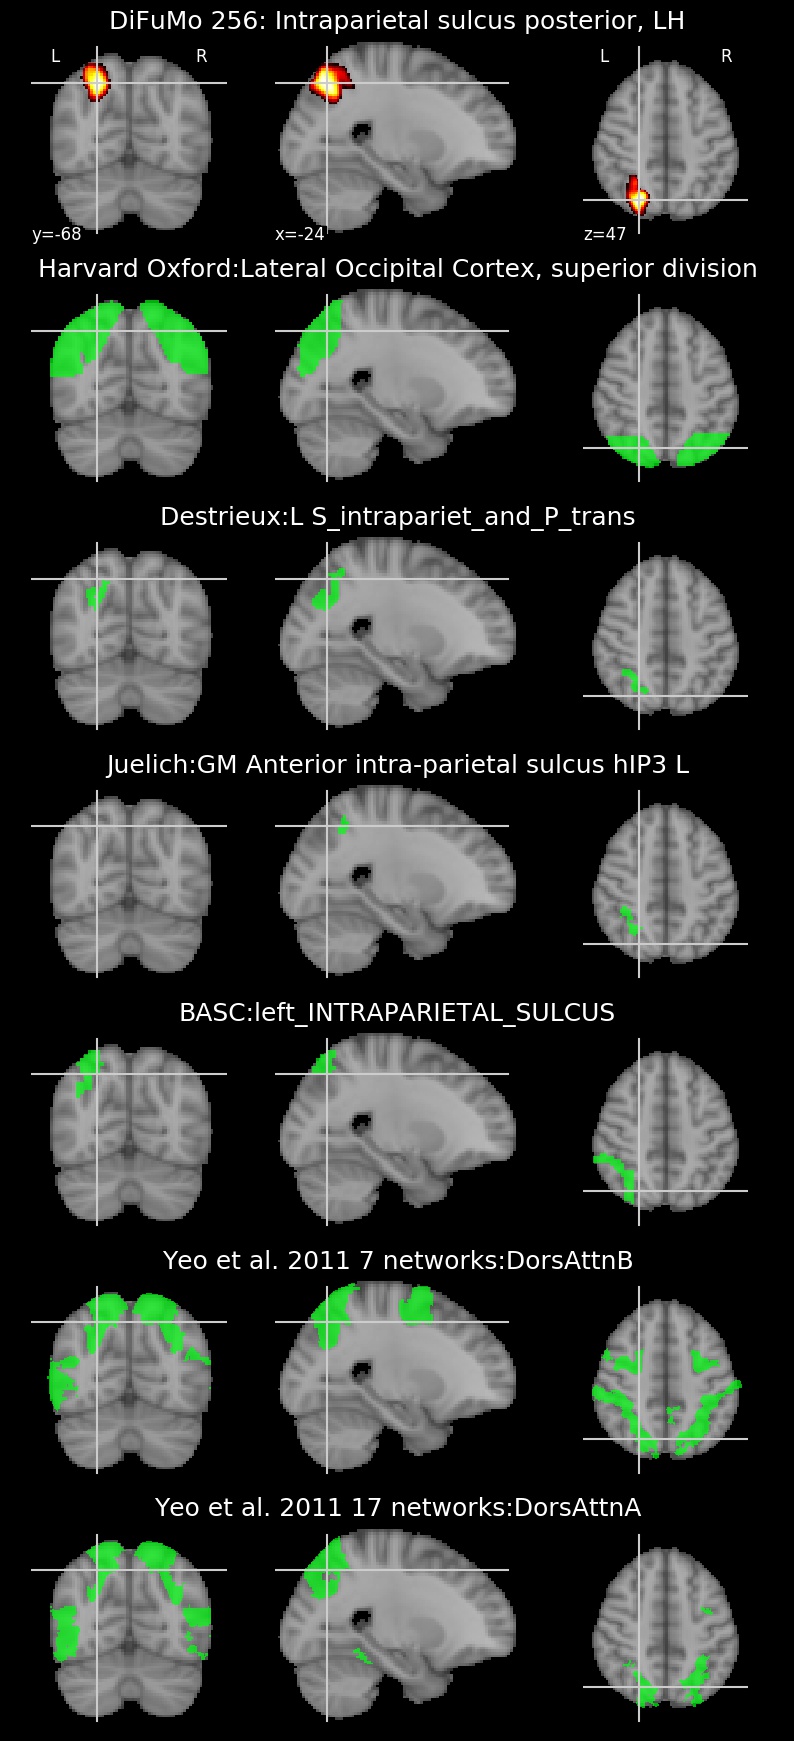 DiFuMo 256: Intraparietal sulcus posterior, LH
L R L R
y=-68 x=-24 z=47
Harvard Oxford:Lateral Occipital Cortex, superior division
Destrieux:L S_intrapariet_and_P_trans
Juelich:GM Anterior intra-parietal sulcus hIP3 L
BASC:left_INTRAPARIETAL_SULCUS
Yeo et al. 2011 7 networks:DorsAttnB
Yeo et al. 2011 17 networks:DorsAttnA